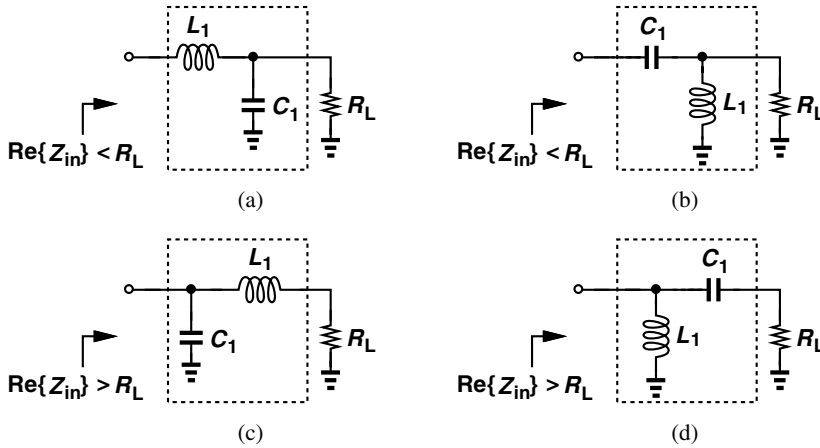 L1
C1
RL
Re{Zin} < RL
(a)
C1
L1
RL
Re{Zin} < RL
(b)
L1
C1
RL
Re{Zin} > RL
(c)
C1
L1
RL
Re{Zin} > RL
(d)